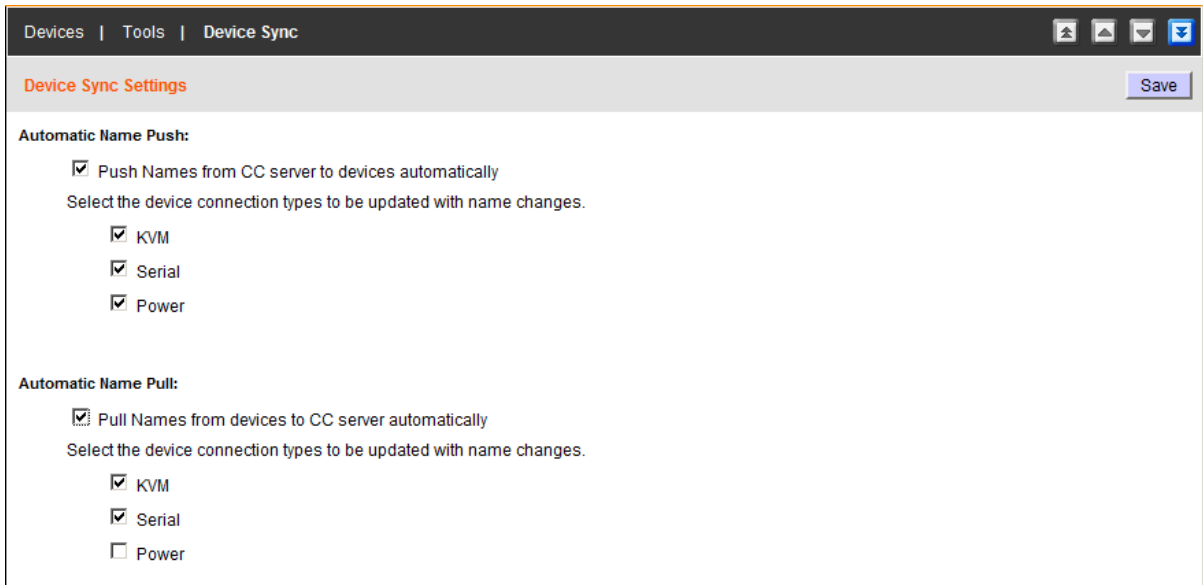 Devices | Tools | Device Sync
Device Sync Settings
Save
Automatic Name Push:
Push Names from CC server to devices automatically
Select the device connection types to be updated with name changes.
KVM
Serial
Power
Automatic Name Pull:
Pull Names from devices to CC server automatically
Select the device connection types to be updated with name changes.
KVM
Serial
Power